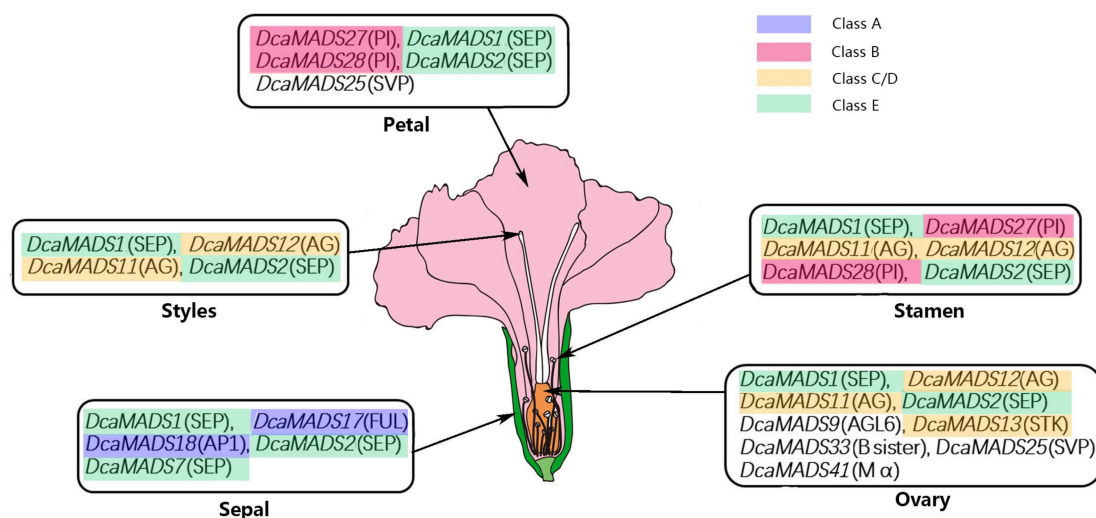 DcaMADS27(PI), DcaMADS1(SEP)
DcaMADS28(PI), DcaMADS2(SEP)
DcaMADS25(SVP)
Petal
Class A
Class B
Class C/D
Class E
DcaMADS1(SEP), DcaMADS12(AG)
DcaMADS11(AG), DcaMADS2(SEP)
Styles
DcaMADS1(SEP), DcaMADS27(PI)
DcaMADS11(AG), DcaMADS12(AG)
DcaMADS28(PI), DcaMADS2(SEP)
Stamen
DcaMADS1(SEP), DcaMADS17(FUL)
DcaMADS18(AP1), DcaMADS2(SEP)
DcaMADS7(SEP)
Sepal
DcaMADS1(SEP), DcaMADS12(AG)
DcaMADS11(AG), DcaMADS2(SEP)
DcaMADS9(AGL6), DcaMADS13(STK)
DcaMADS33(B sister), DcaMADS25(SVP)
DcaMADS41(M α)
Ovary